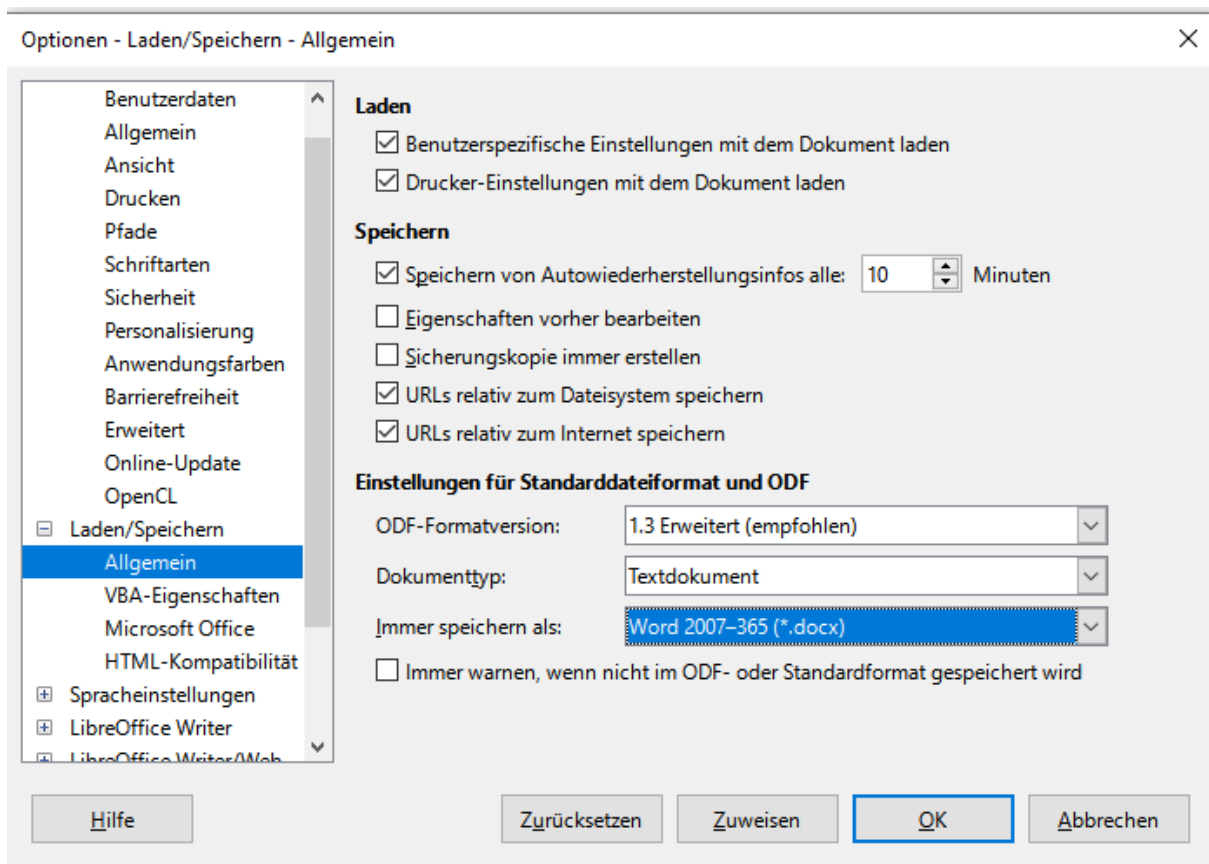 Optionen - Laden/Speichern - Allgemein
Benutzerdaten
Allgemein
Ansicht
Drucken
Pfade
Schriftarten
Sicherheit
Personalisierung
Anwendungsfarben
Barrierefreiheit
Erweitert
Online-Update
OpenCL
Laden/Speichern
Allgemein
VBA-Eigenschaften
Microsoft Office
HTML-Kompatibilität
Spracheinstellungen
LibreOffice Writer
LibreOffice Writer/Web
Laden
Benutzerspezifische Einstellungen mit dem Dokument laden
Drucker-Einstellungen mit dem Dokument laden
Speichern
Speichern von Autowiederherstellungsinfos alle: 10 Minuten
Eigenschaften vorher bearbeiten
Sicherungskopie immer erstellen
URLs relativ zum Dateisystem speichern
URLs relativ zum Internet speichern
Einstellungen für Standarddateiformat und ODF
ODF-Formatversion: 1.3 Erweitert (empfohlen)
Dokumenttyp: Textdokument
Immer speichern als: Word 2007–365 (*.docx)
Immer warnen, wenn nicht im ODF- oder Standardformat gespeichert wird
Hilfe Zurücksetzen Zuweisen OK Abbrechen